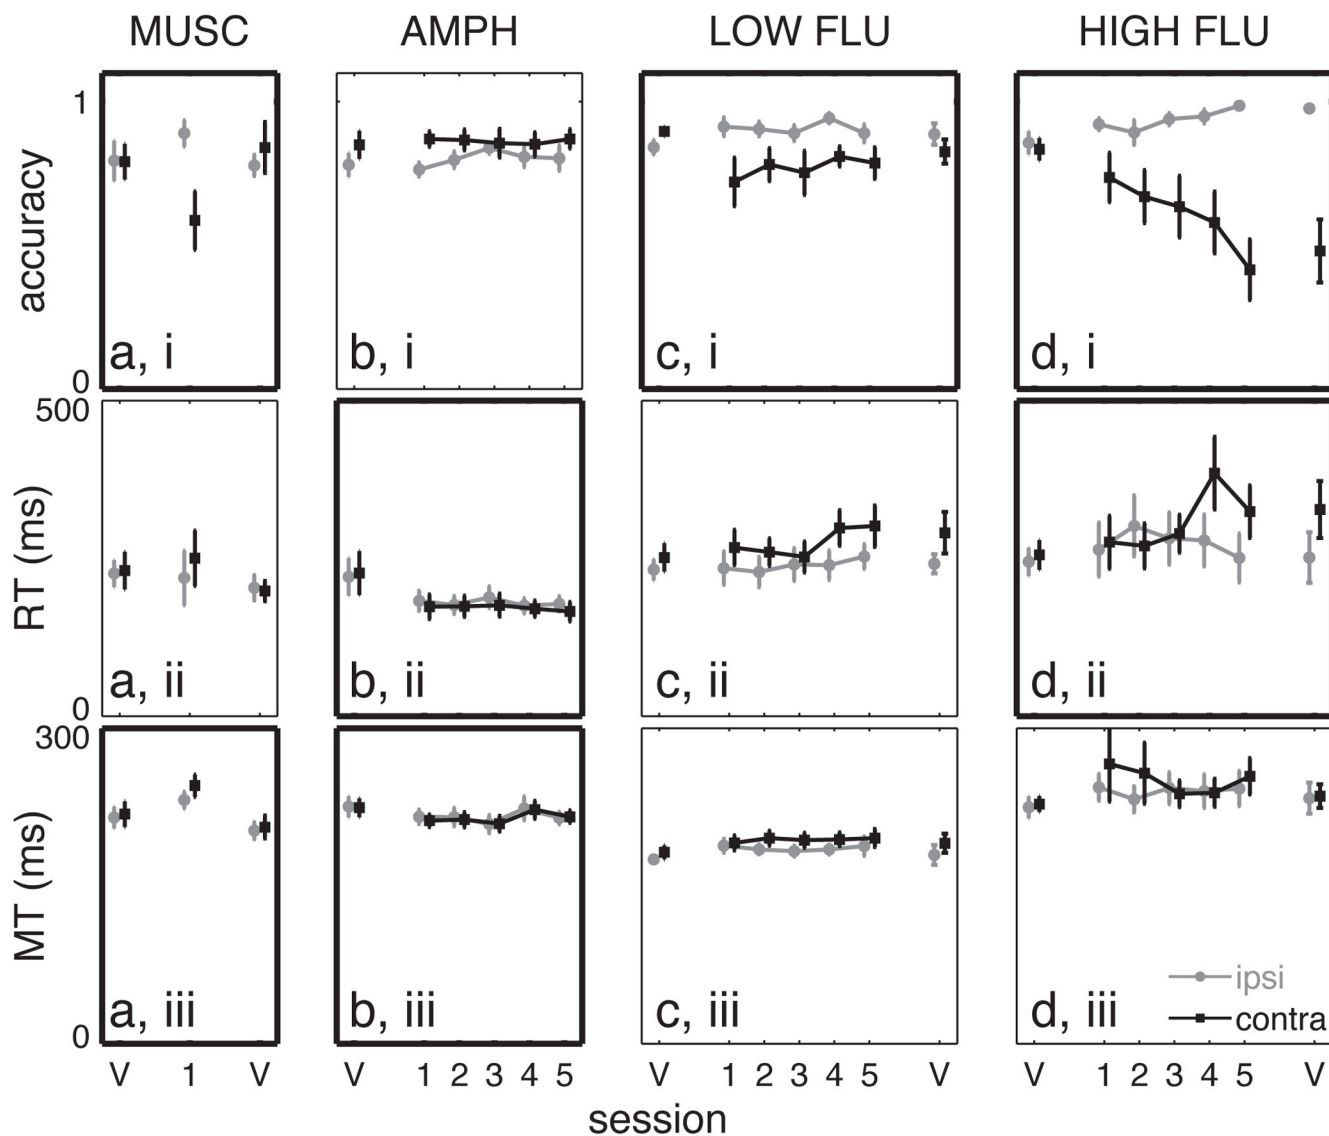 MUSC AMPH LOW FLU HIGH FLU
accuracy
1
0
a, i b, i c, i d, i
RT (ms)
500
0
a, ii b, ii c, ii d, ii
MT (ms)
300
0
a, iii b, iii c, iii d, iii
ipsi
contra
V 1 V V 1 2 3 4 5 V 1 2 3 4 5 V V 1 2 3 4 5 V
session